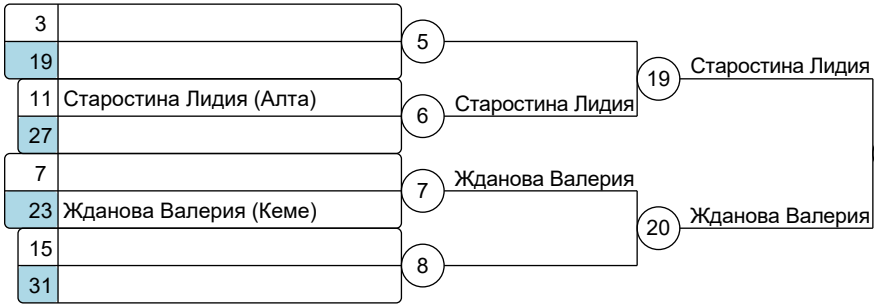 3
5
19
Старостина Лидия
19
11 Старостина Лидия (Алта)
6
Старостина Лидия
27
7
Жданова Валерия
7
23 Жданова Валерия (Кеме)
Жданова Валерия
20
15
8
31